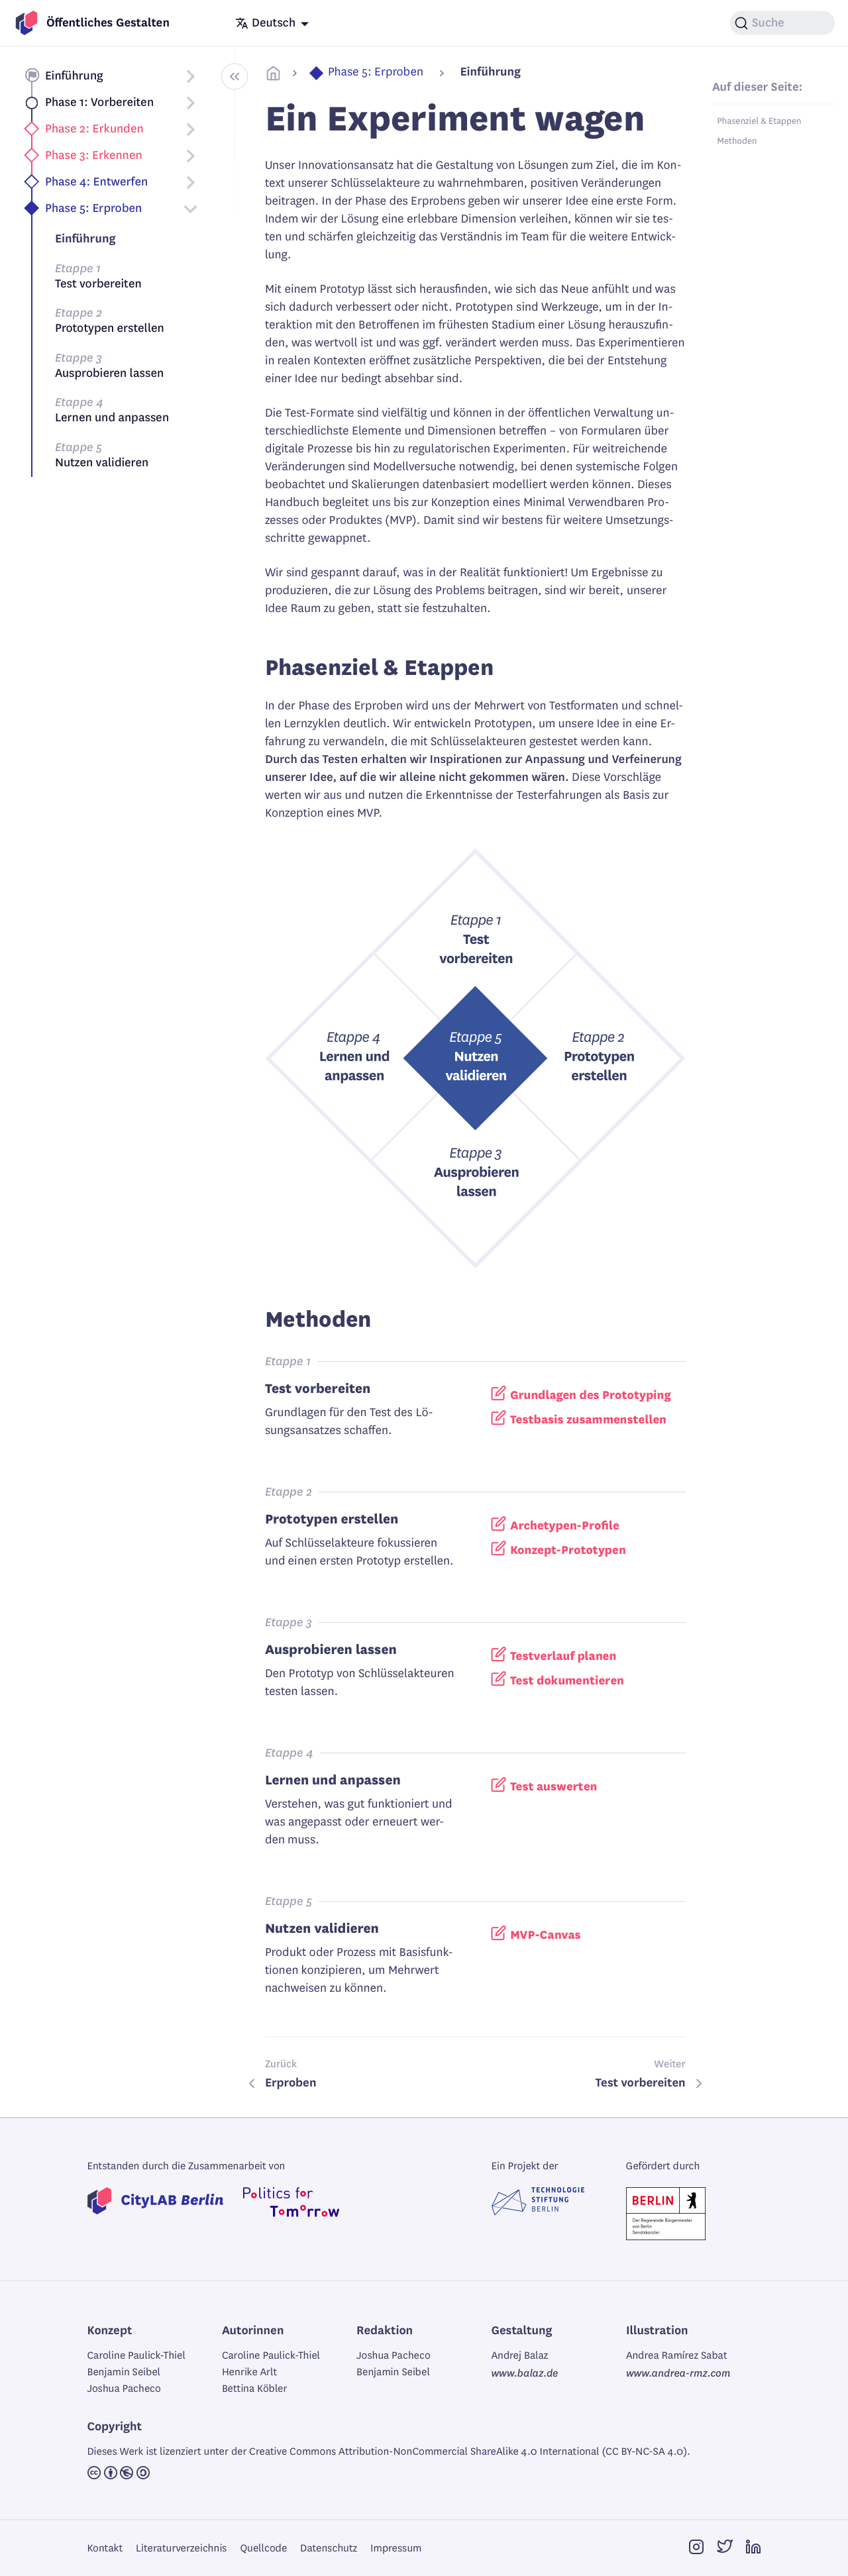 Öffentliches Gestalten
Deutsch
Suche
Einführung
Phase 1: Vorbereiten
Phase 2: Erkunden
Phase 3: Erkennen
Phase 4: Entwerfen
Phase 5: Erproben
Einführung
Etappe 1
Test vorbereiten
Etappe 2
Prototypen erstellen
Etappe 3
Ausprobieren lassen
Etappe 4
Lernen und anpassen
Etappe 5
Nutzen validieren
Phase 5: Erproben
Einführung
Auf dieser Seite:
Phasenziel & Etappen
Methoden
Ein Experiment wagen
Unser Innovationsansatz hat die Gestaltung von Lösungen zum Ziel, die im Kon-
text unserer Schlüsselakteure zu wahrnehmbaren, positiven Veränderungen
beitragen. In der Phase des Erprobens geben wir unserer Idee eine erste Form.
Indem wir der Lösung eine erlebbare Dimension verleihen, können wir sie tes-
ten und schärfen gleichzeitig das Verständnis im Team für die weitere Entwick-
lung.
Mit einem Prototyp lässt sich herausfinden, wie sich das Neue anfühlt und was
sich dadurch verbessert oder nicht. Prototypen sind Werkzeuge, um in der In-
teraktion mit den Betroffenen im frühesten Stadium einer Lösung herauszufin-
den, was wertvoll ist und was ggf. verändert werden muss. Das Experimentieren
in realen Kontexten eröffnet zusätzliche Perspektiven, die bei der Entstehung
einer Idee nur bedingt absehbar sind.
Die Test-Formate sind vielfältig und können in der öffentlichen Verwaltung un-
terschiedlichste Elemente und Dimensionen betreffen – von Formularen über
digitale Prozesse bis hin zu regulatorischen Experimenten. Für weitreichende
Veränderungen sind Modellversuche notwendig, bei denen systemische Folgen
beobachtet und Skalierungen datenbasiert modelliert werden können. Dieses
Handbuch begleitet uns bis zur Konzeption eines Minimal Verwendbaren Pro-
zesses oder Produktes (MVP). Damit sind wir bestens für weitere Umsetzungs-
schritte gewappnet.
Wir sind gespannt darauf, was in der Realität funktioniert! Um Ergebnisse zu
produzieren, die zur Lösung des Problems beitragen, sind wir bereit, unserer
Idee Raum zu geben, statt sie festzuhalten.
Phasenziel & Etappen
In der Phase des Erproben wird uns der Mehrwert von Testformaten und schnel-
len Lernzyklen deutlich. Wir entwickeln Prototypen, um unsere Idee in eine Er-
fahrung zu verwandeln, die mit Schlüsselakteuren gestestet werden kann.
Durch das Testen erhalten wir Inspirationen zur Anpassung und Verfeinerung
unserer Idee, auf die wir alleine nicht gekommen wären. Diese Vorschläge
werten wir aus und nutzen die Erkenntnisse der Testerfahrungen als Basis zur
Konzeption eines MVP.
Etappe 1
Test
vorbereiten
Etappe 4
Lernen und
anpassen
Etappe 5
Nutzen
validieren
Etappe 2
Prototypen
erstellen
Etappe 3
Ausprobieren
lassen
Methoden
Etappe 1
Test vorbereiten
Grundlagen für den Test des Lö-
sungsansatzes schaffen.
Grundlagen des Prototyping
Testbasis zusammenstellen
Etappe 2
Prototypen erstellen
Auf Schlüsselakteure fokussieren
und einen ersten Prototyp erstellen.
Archetypen-Profile
Konzept-Prototypen
Etappe 3
Ausprobieren lassen
Den Prototyp von Schlüsselakteuren
testen lassen.
Testverlauf planen
Test dokumentieren
Etappe 4
Lernen und anpassen
Verstehen, was gut funktioniert und
was angepasst oder erneuert wer-
den muss.
Test auswerten
Etappe 5
Nutzen validieren
Produkt oder Prozess mit Basisfunk-
tionen konzipieren, um Mehrwert
nachweisen zu können.
MVP-Canvas
Zurück
Erproben
Weiter
Test vorbereiten
Entstanden durch die Zusammenarbeit von
CityLAB Berlin
Politics for
Tomorrow
Ein Projekt der
TECHNOLOGIE
STIFTUNG
BERLIN
Gefördert durch
BERLIN
Der Regierende Bürgermeister
von Berlin
Senatskanzlei
Konzept
Caroline Paulick-Thiel
Benjamin Seibel
Joshua Pacheco
Autorinnen
Caroline Paulick-Thiel
Henrike Arlt
Bettina Köbler
Redaktion
Joshua Pacheco
Benjamin Seibel
Gestaltung
Andrej Balaz
www.balaz.de
Illustration
Andrea Ramírez Sabat
www.andrea-rmz.com
Copyright
Dieses Werk ist lizenziert unter der Creative Commons Attribution-NonCommercial ShareAlike 4.0 International (CC BY-NC-SA 4.0).
Kontakt
Literaturverzeichnis
Quellcode
Datenschutz
Impressum